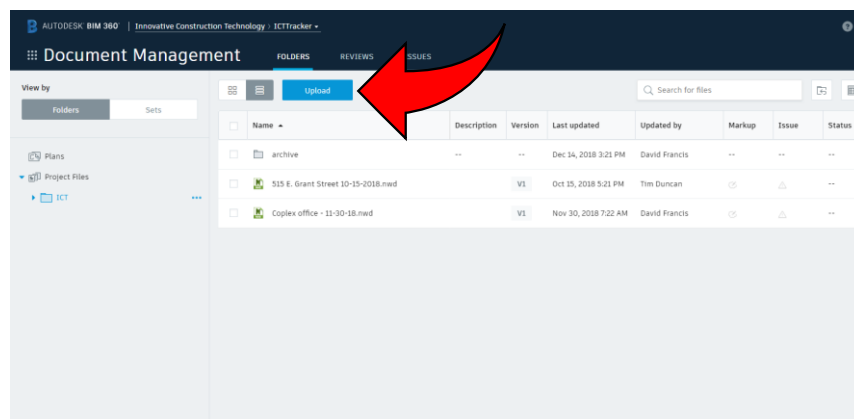 AUTODESK® BIM 360® | Innovative Construction Technology > ICTTracker
Document Management FOLDERS REVIEWS ISSUES
View by
Folders Sets
Upload
Search for files
Name Description Version Last updated Updated by Markup Issue Status
Plans
Project Files
ICT
archive -- -- Dec 14, 2018 3:21 PM David Francis -- -- --
515 E. Grant Street 10-15-2018.nwd V1 Oct 15, 2018 5:21 PM Tim Duncan --
Coplex office - 11-30-18.nwd V1 Nov 30, 2018 7:22 AM David Francis --